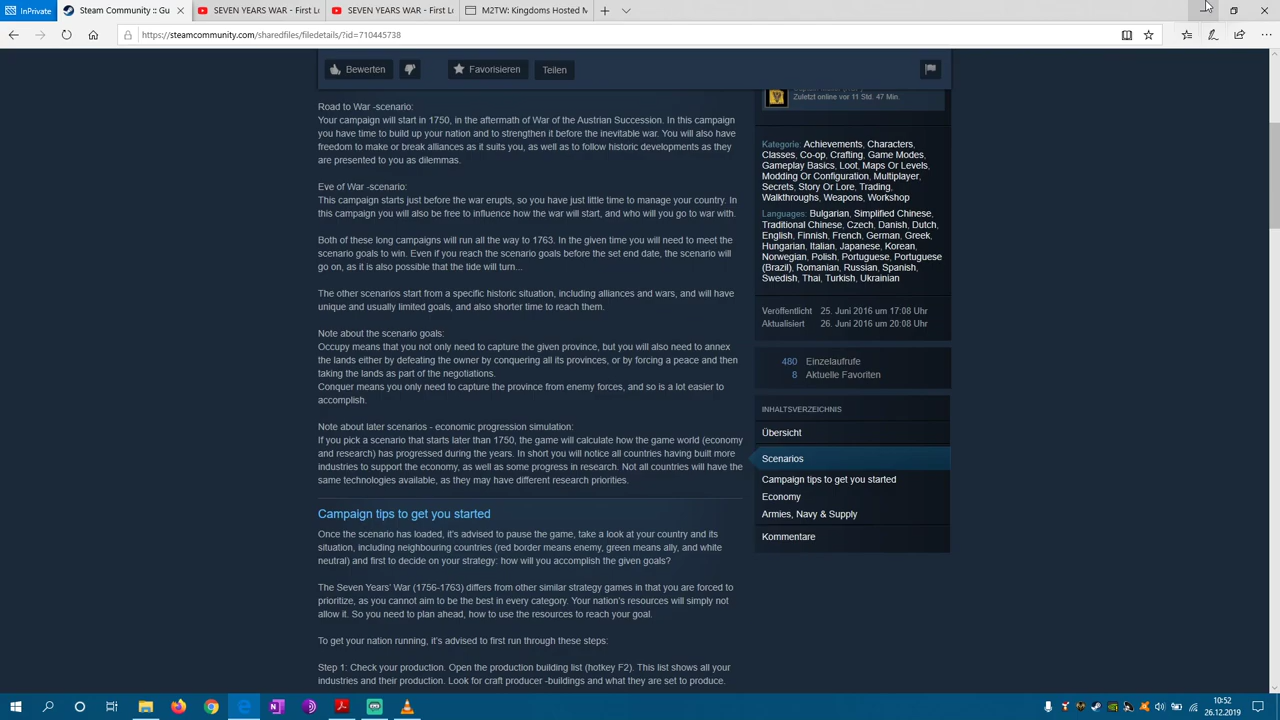 InPrivate
Steam Community :: Gu
SEVEN YEARS WAR - First Lo
SEVEN YEARS WAR - First Lo
M2TW: Kingdoms Hosted M
https://steamcommunity.com/sharedfiles/filedetails/?id=710445738
Bewerten
Favorisieren
Teilen
Road to War -scenario:
Your campaign will start in 1750, in the aftermath of War of the Austrian Succession. In this campaign
you have time to build up your nation and to strengthen it before the inevitable war. You will also have
freedom to make or break alliances as it suits you, as well as to follow historic developments as they
are presented to you as dilemmas.
Eve of War -scenario:
This campaign starts just before the war erupts, so you have just little time to manage your country. In
this campaign you will also be free to influence how the war will start, and who will you go to war with.
Both of these long campaigns will run all the way to 1763. In the given time you will need to meet the
scenario goals to win. Even if you reach the scenario goals before the set end date, the scenario will
go on, as it is also possible that the tide will turn...
The other scenarios start from a specific historic situation, including alliances and wars, and will have
unique and usually limited goals, and also shorter time to reach them.
Note about the scenario goals:
Occupy means that you not only need to capture the given province, but you will also need to annex
the lands either by defeating the owner by conquering all its provinces, or by forcing a peace and then
taking the lands as part of the negotiations.
Conquer means you only need to capture the province from enemy forces, and so is a lot easier to
accomplish.
Note about later scenarios - economic progression simulation:
If you pick a scenario that starts later than 1750, the game will calculate how the game world (economy
and research) has progressed during the years. In short you will notice all countries having built more
industries to support the economy, as well as some progress in research. Not all countries will have the
same technologies available, as they may have different research priorities.
Campaign tips to get you started
Once the scenario has loaded, it's advised to pause the game, take a look at your country and its
situation, including neighbouring countries (red border means enemy, green means ally, and white
neutral) and first to decide on your strategy: how will you accomplish the given goals?
The Seven Years' War (1756-1763) differs from other similar strategy games in that you are forced to
prioritize, as you cannot aim to be the best in every category. Your nation's resources will simply not
allow it. So you need to plan ahead, how to use the resources to reach your goal.
To get your nation running, it's advised to first run through these steps:
Step 1: Check your production. Open the production building list (hotkey F2). This list shows all your
industries and their production. Look for craft producer -buildings and what they are set to produce.
Zuletzt online vor 11 Std. 47 Min.
Kategorie: Achievements, Characters,
Classes, Co-op, Crafting, Game Modes,
Gameplay Basics, Loot, Maps Or Levels,
Modding Or Configuration, Multiplayer,
Secrets, Story Or Lore, Trading,
Walkthroughs, Weapons, Workshop
Languages: Bulgarian, Simplified Chinese,
Traditional Chinese, Czech, Danish, Dutch,
English, Finnish, French, German, Greek,
Hungarian, Italian, Japanese, Korean,
Norwegian, Polish, Portuguese, Portuguese
(Brazil), Romanian, Russian, Spanish,
Swedish, Thai, Turkish, Ukrainian
Veröffentlicht 25. Juni 2016 um 17:08 Uhr
Aktualisiert 26. Juni 2016 um 20:08 Uhr
480 Einzelaufrufe
8 Aktuelle Favoriten
INHALTSVERZEICHNIS
Übersicht
Scenarios
Campaign tips to get you started
Economy
Armies, Navy & Supply
Kommentare
10:52
26.12.2019